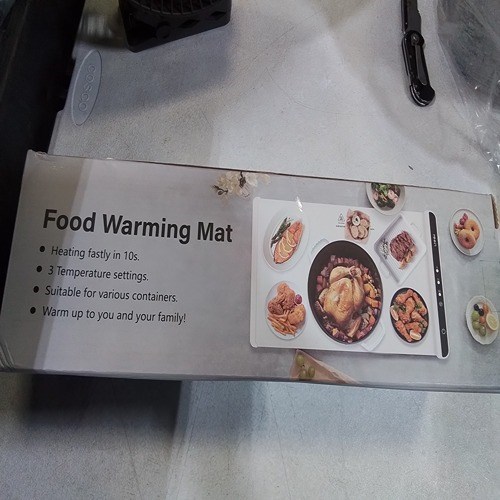 Food Warming Mat
Heating fastly in 10s.
3 Temperature settings.
Suitable for various containers.
Warm up to you and your family!